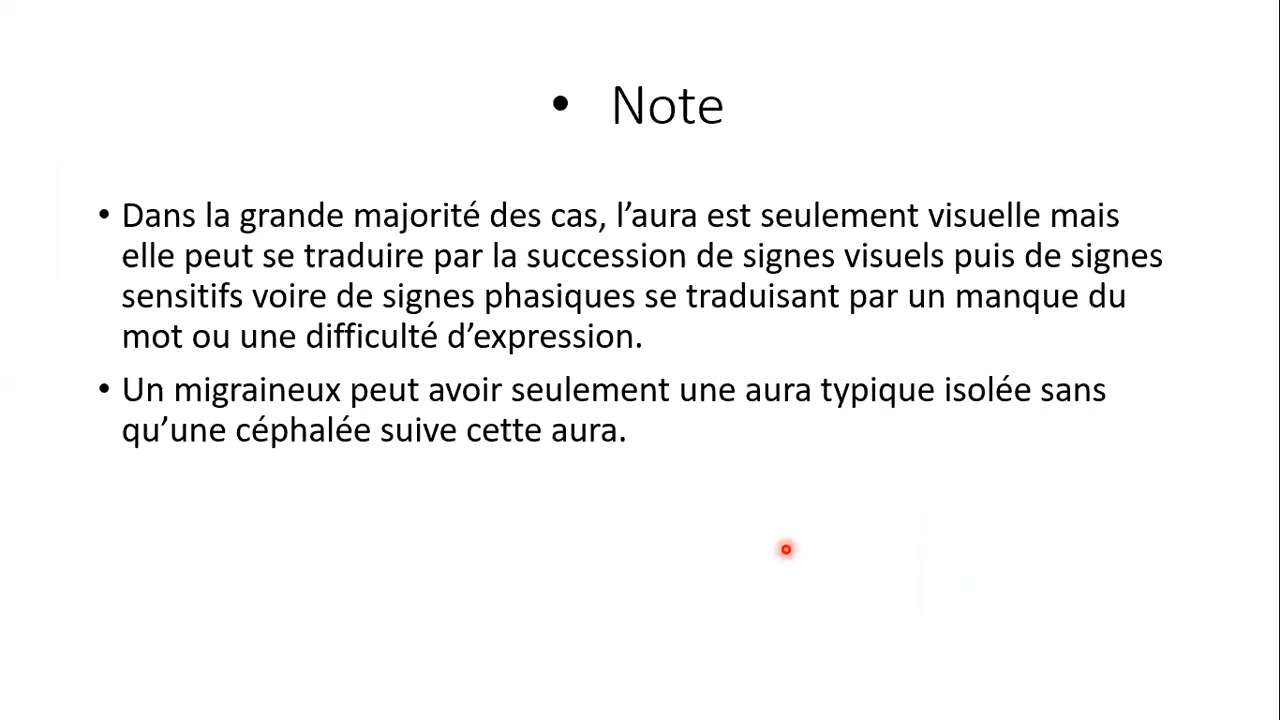 • Note
• Dans la grande majorité des cas, l’aura est seulement visuelle mais
elle peut se traduire par la succession de signes visuels puis de signes
sensitifs voire de signes phasiques se traduisant par un manque du
mot ou une difficulté d’expression.
• Un migraineux peut avoir seulement une aura typique isolée sans
qu’une céphalée suive cette aura.